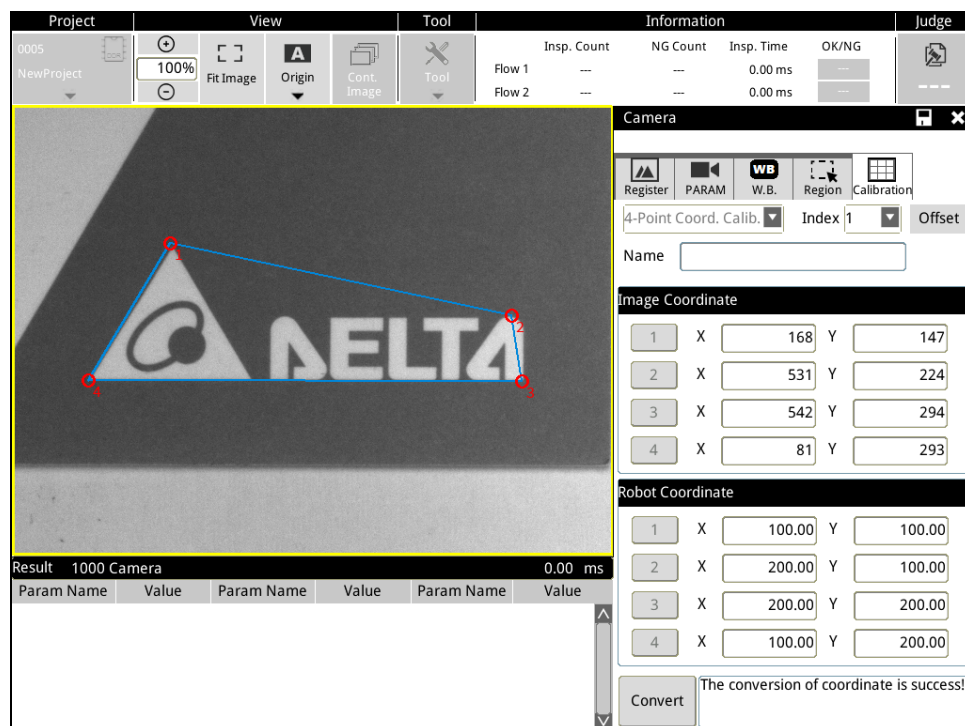 Project View Tool Information Judge
0005
NewProject
100%
Fit Image
A
Origin
Cont.
Image
Tool
Insp. Count NG Count Insp. Time OK/NG
Flow 1 --- --- 0.00 ms ---
Flow 2 --- --- 0.00 ms ---
---
Camera
Register PARAM WB W.B. Region Calibration
4-Point Coord. Calib. Index 1 Offset
Name
Image Coordinate
1 X 168 Y 147
2 X 531 Y 224
3 X 542 Y 294
4 X 81 Y 293
Robot Coordinate
1 X 100.00 Y 100.00
2 X 200.00 Y 100.00
3 X 200.00 Y 200.00
4 X 100.00 Y 200.00
Convert The conversion of coordinate is success!
1
2
DELTA
4
3
Result 1000 Camera 0.00 ms
Param Name Value Param Name Value Param Name Value